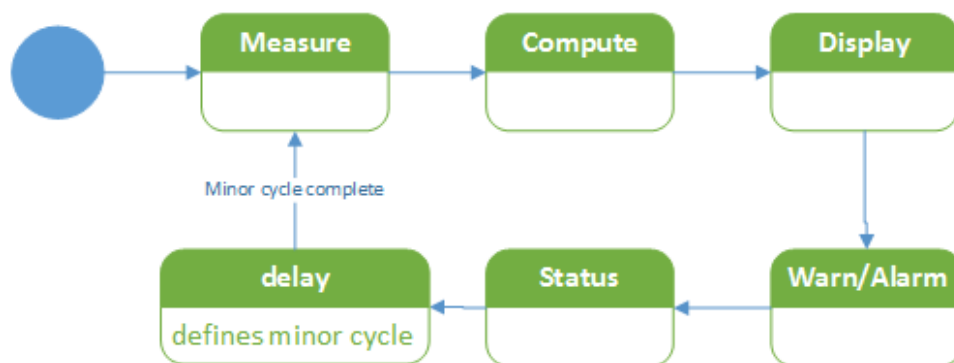 Measure
Compute
Display
Minor cycle complete
delay
defines minor cycle
Status
Warn/Alarm